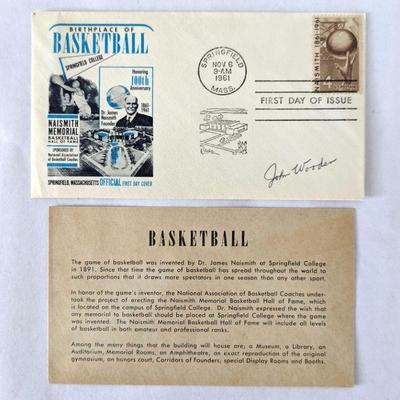 BIRTHPLACE OF
BASKETBALL
SPRINGFIELD COLLEGE
Honoring
100th
Anniversary
1861-
1961
Dr. James
Naismith
Founder
NAISMITH
MEMORIAL
BASKETBALL
HALL OF FAME
SPONSORED BY
National Association
of Basketball Coaches
SPRINGFIELD, MASSACHUSETTS OFFICIAL FIRST DAY COVER
SPRINGFIELD
NOV 6
9-AM
1961
MASS.
FIRST DAY OF ISSUE
NAISMITH 1861-1961
4
John Wooden
BASKETBALL
The game of basketball was invented by Dr. James Naismith at Springfield College
in 1891. Since that time the game of basketball has spread throughout the world to
such proportions that it draws more spectators in one season than any other sport.
In honor of the game's inventor, the National Association of Basketball Coaches under-
took the project of erecting the Naismith Memorial Basketball Hall of Fame, which
is located on the campus of Springfield College. Dr. Naismith expressed the wish that
any memorial to basketball should be placed at Springfield College where the game
was invented. The Naismith Memorial Basketball Hall of Fame will include all levels
of basketball in both amateur and professional ranks.
Among the many things that the building will house are; a Museum, a Library, an
Auditorium, Memorial Rooms, an Amphitheatre, an exact reproduction of the original
gymnasium, an honors court, Corridors of Founders, special Display Rooms and Booths.